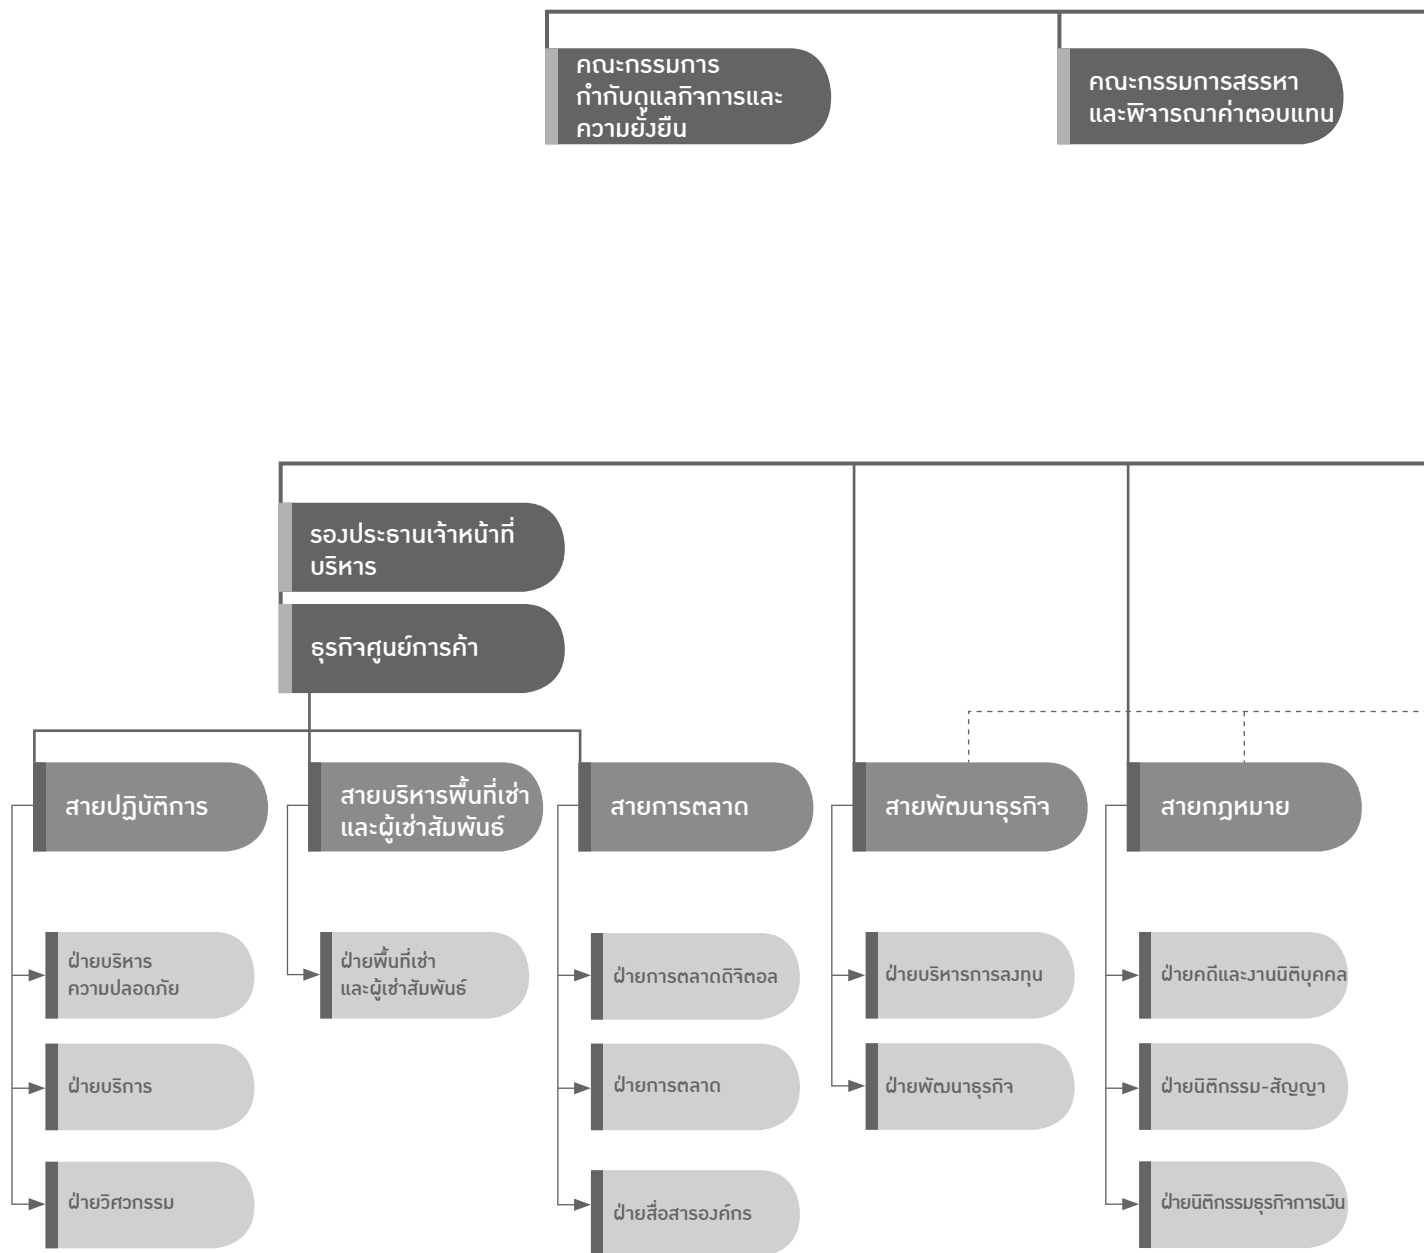 คณะกรรมการ
กำกับดูแลกิจการและ
ความยั่งยืน
คณะกรรมการสรรหา
และพิจารณาค่าตอบแทน
รองประธานเจ้าหน้าที่
บริหาร
ธุรกิจศูนย์การค้า
สายปฏิบัติการ
สายบริหารพื้นที่เช่า
และผู้เช่าสัมพันธ์
สายการตลาด
สายพัฒนาธุรกิจ
สายกฎหมาย
ฝ่ายบริหาร
ความปลอดภัย
ฝ่ายพื้นที่เช่า
และผู้เช่าสัมพันธ์
ฝ่ายการตลาดดิจิตอล
ฝ่ายบริหารการลงทุน
ฝ่ายคดีและงานนิติบุคคล
ฝ่ายบริการ
ฝ่ายการตลาด
ฝ่ายพัฒนาธุรกิจ
ฝ่ายนิติกรรม-สัญญา
ฝ่ายวิศวกรรม
ฝ่ายสื่อสารองค์กร
ฝ่ายนิติกรรมธุรกิจการเงิน